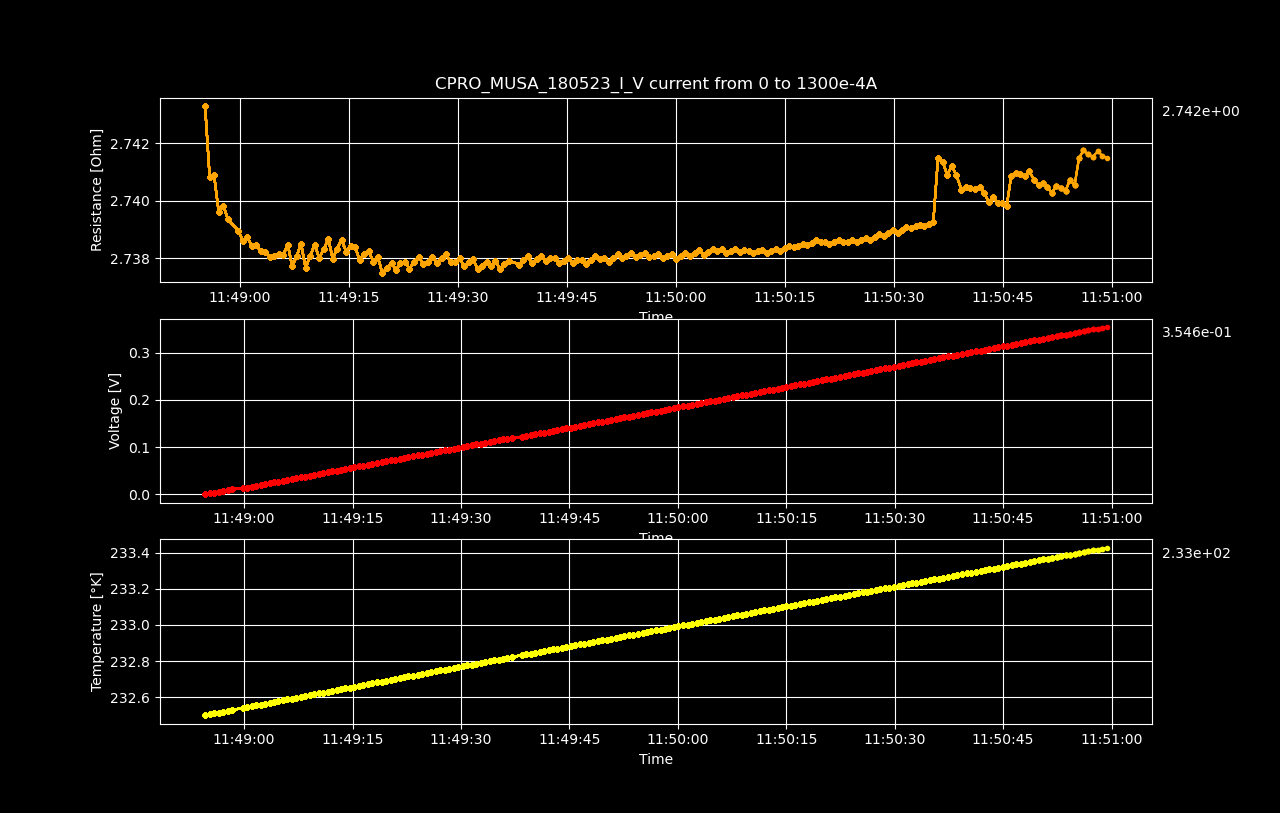 CPRO_MUSA_180523_I_V current from 0 to 1300e-4A
2.742e+00
Resistance [Ohm]
2.742
2.740
2.738
11:49:00 11:49:15 11:49:30 11:49:45 11:50:00 11:50:15 11:50:30 11:50:45 11:51:00
Time
3.546e-01
Voltage [V]
0.3
0.2
0.1
0.0
11:49:00 11:49:15 11:49:30 11:49:45 11:50:00 11:50:15 11:50:30 11:50:45 11:51:00
Time
2.33e+02
Temperature [°K]
233.4
233.2
233.0
232.8
232.6
11:49:00 11:49:15 11:49:30 11:49:45 11:50:00 11:50:15 11:50:30 11:50:45 11:51:00
Time